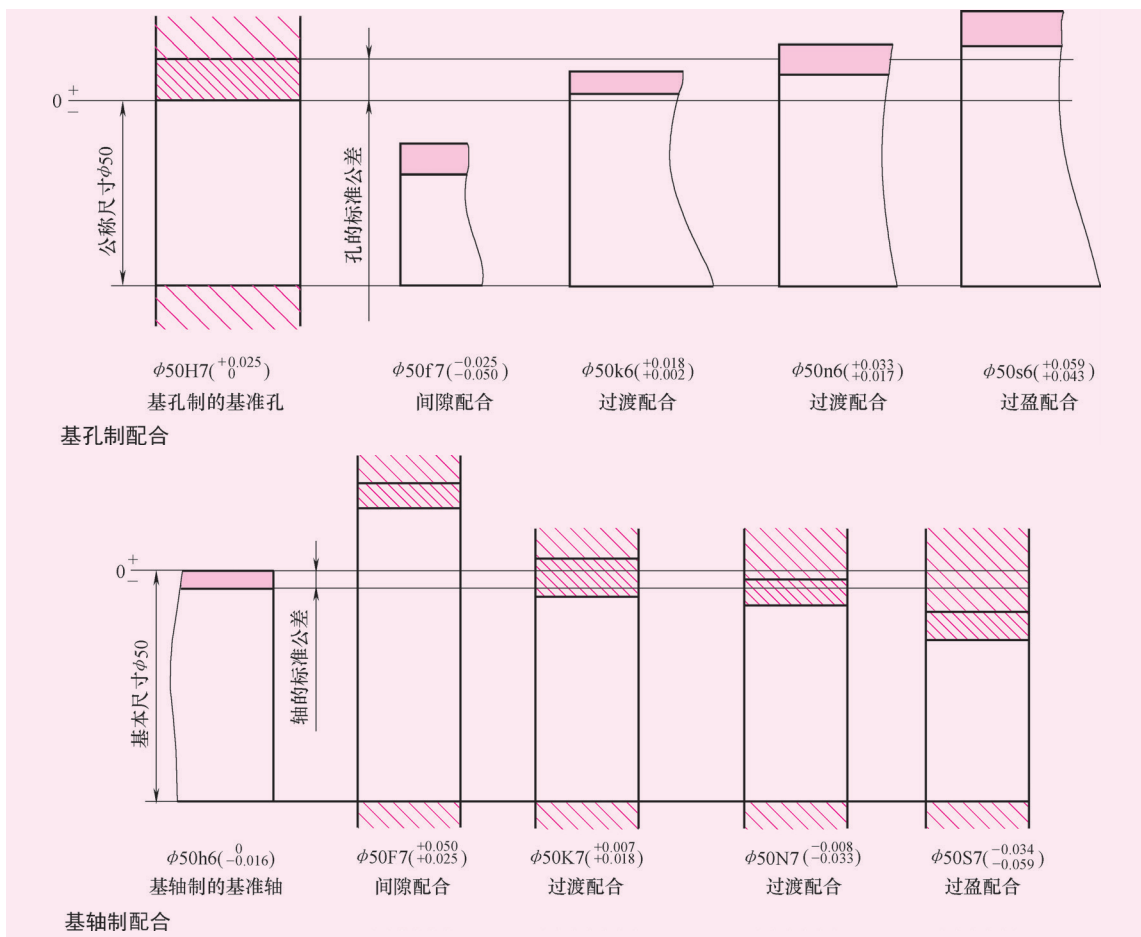 0 + −
公称尺寸ϕ50
孔的标准公差
ϕ50H7(+0.025 0)
ϕ50f7(−0.025 −0.050)
ϕ50k6(+0.018 +0.002)
ϕ50n6(+0.033 +0.017)
ϕ50s6(+0.059 +0.043)
基孔制的基准孔
间隙配合
过渡配合
过渡配合
过盈配合
基孔制配合
0 + −
基本尺寸ϕ50
轴的标准公差
ϕ50h6(0 −0.016)
ϕ50F7(+0.050 +0.025)
ϕ50K7(+0.007 +0.018)
ϕ50N7(−0.008 −0.033)
ϕ50S7(−0.034 −0.059)
基轴制的基准轴
间隙配合
过渡配合
过渡配合
过盈配合
基轴制配合